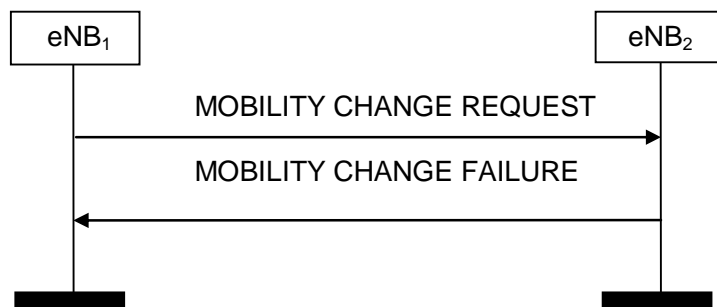 eNB₁
eNB₂
MOBILITY CHANGE REQUEST
MOBILITY CHANGE FAILURE